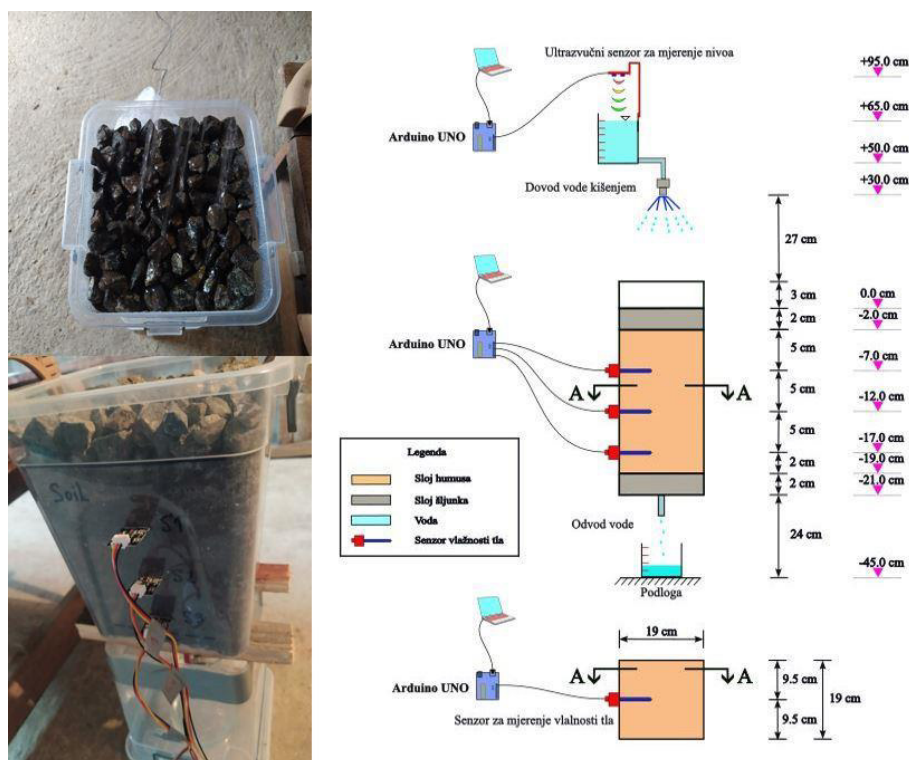 Soil
S1
S3
Ultrazvučni senzor za mjerenje nivoa
Arduino UNO
Dovod vode kišenjem
+95.0 cm
+65.0 cm
+50.0 cm
+30.0 cm
27 cm
3 cm
0.0 cm
2 cm
-2.0 cm
Arduino UNO
5 cm
-7.0 cm
A
A
5 cm
-12.0 cm
5 cm
-17.0 cm
2 cm
-19.0 cm
2 cm
-21.0 cm
Legenda
Sloj humusa
Sloj šljunka
Voda
Senzor vlažnosti tla
Odvod vode
24 cm
-45.0 cm
Podloga
19 cm
A
A
Arduino UNO
9.5 cm
9.5 cm
19 cm
Senzor za mjerenje vlalnosti tla